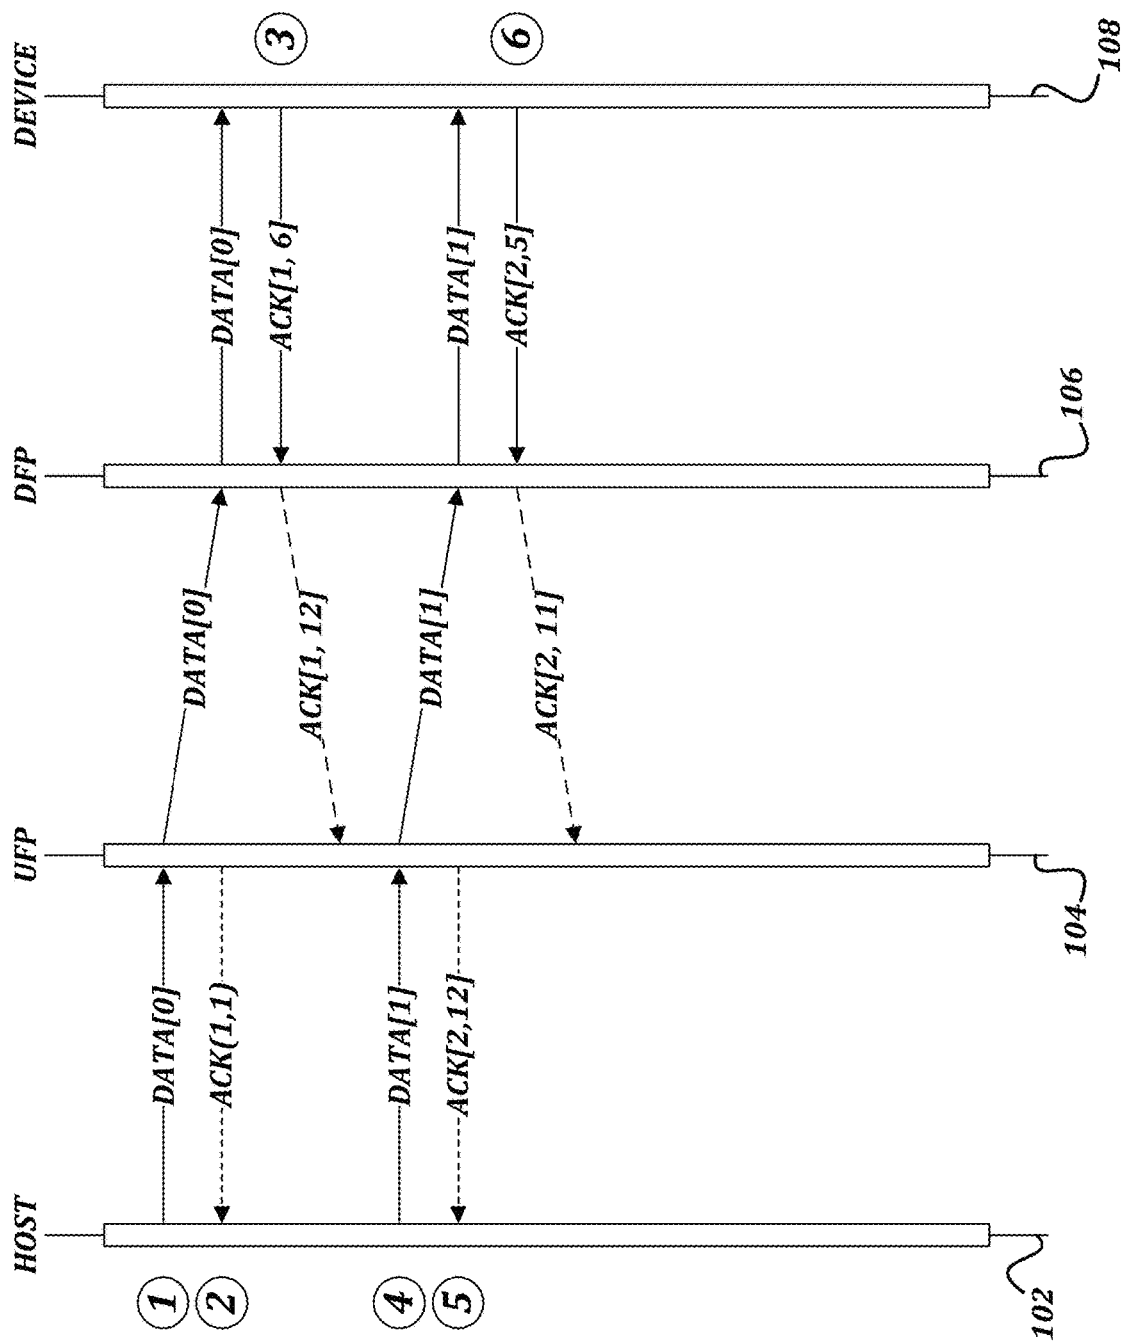 HOST
UFP
DFP
DEVICE
1
DATA[0]
DATA[0]
DATA[0]
2
ACK(1,1)
ACK[1, 6]
3
ACK[1, 12]
4
DATA[1]
DATA[1]
DATA[1]
5
ACK[2,12]
ACK[2,5]
6
ACK[2, 11]
102
104
106
108